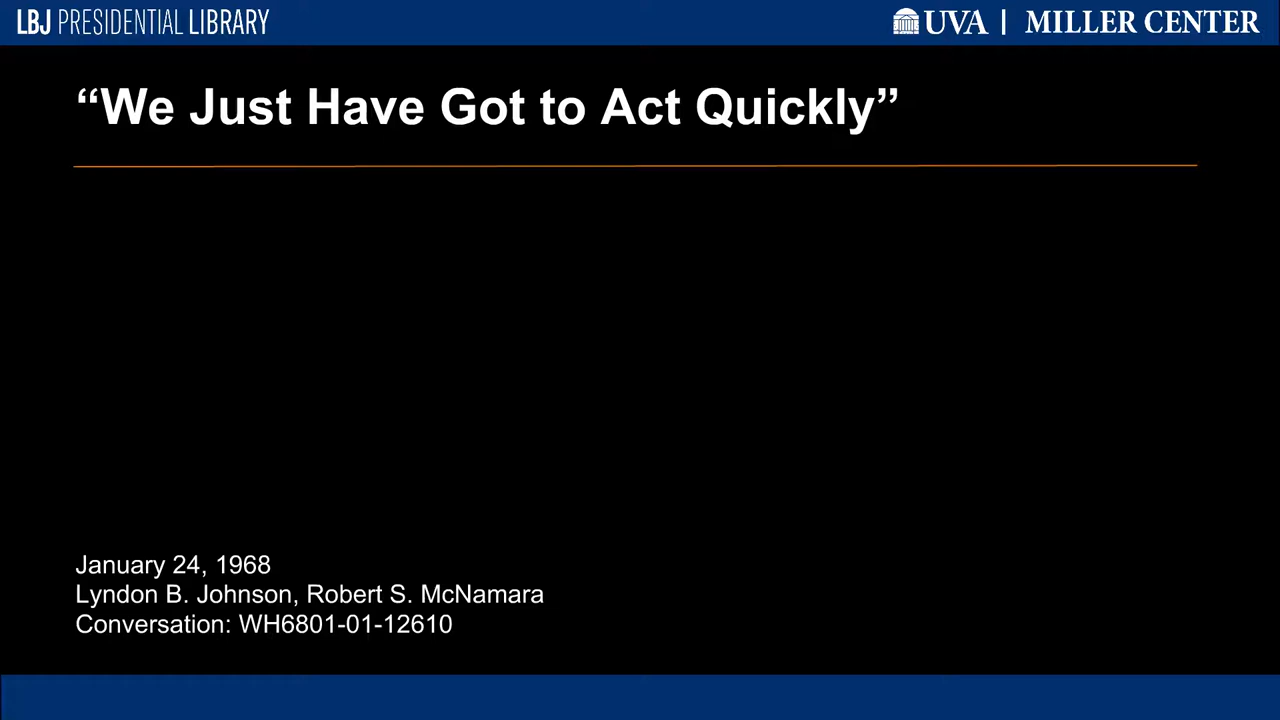 LBJ PRESIDENTIAL LIBRARY
UVA | MILLER CENTER
“We Just Have Got to Act Quickly”
January 24, 1968
Lyndon B. Johnson, Robert S. McNamara
Conversation: WH6801-01-12610